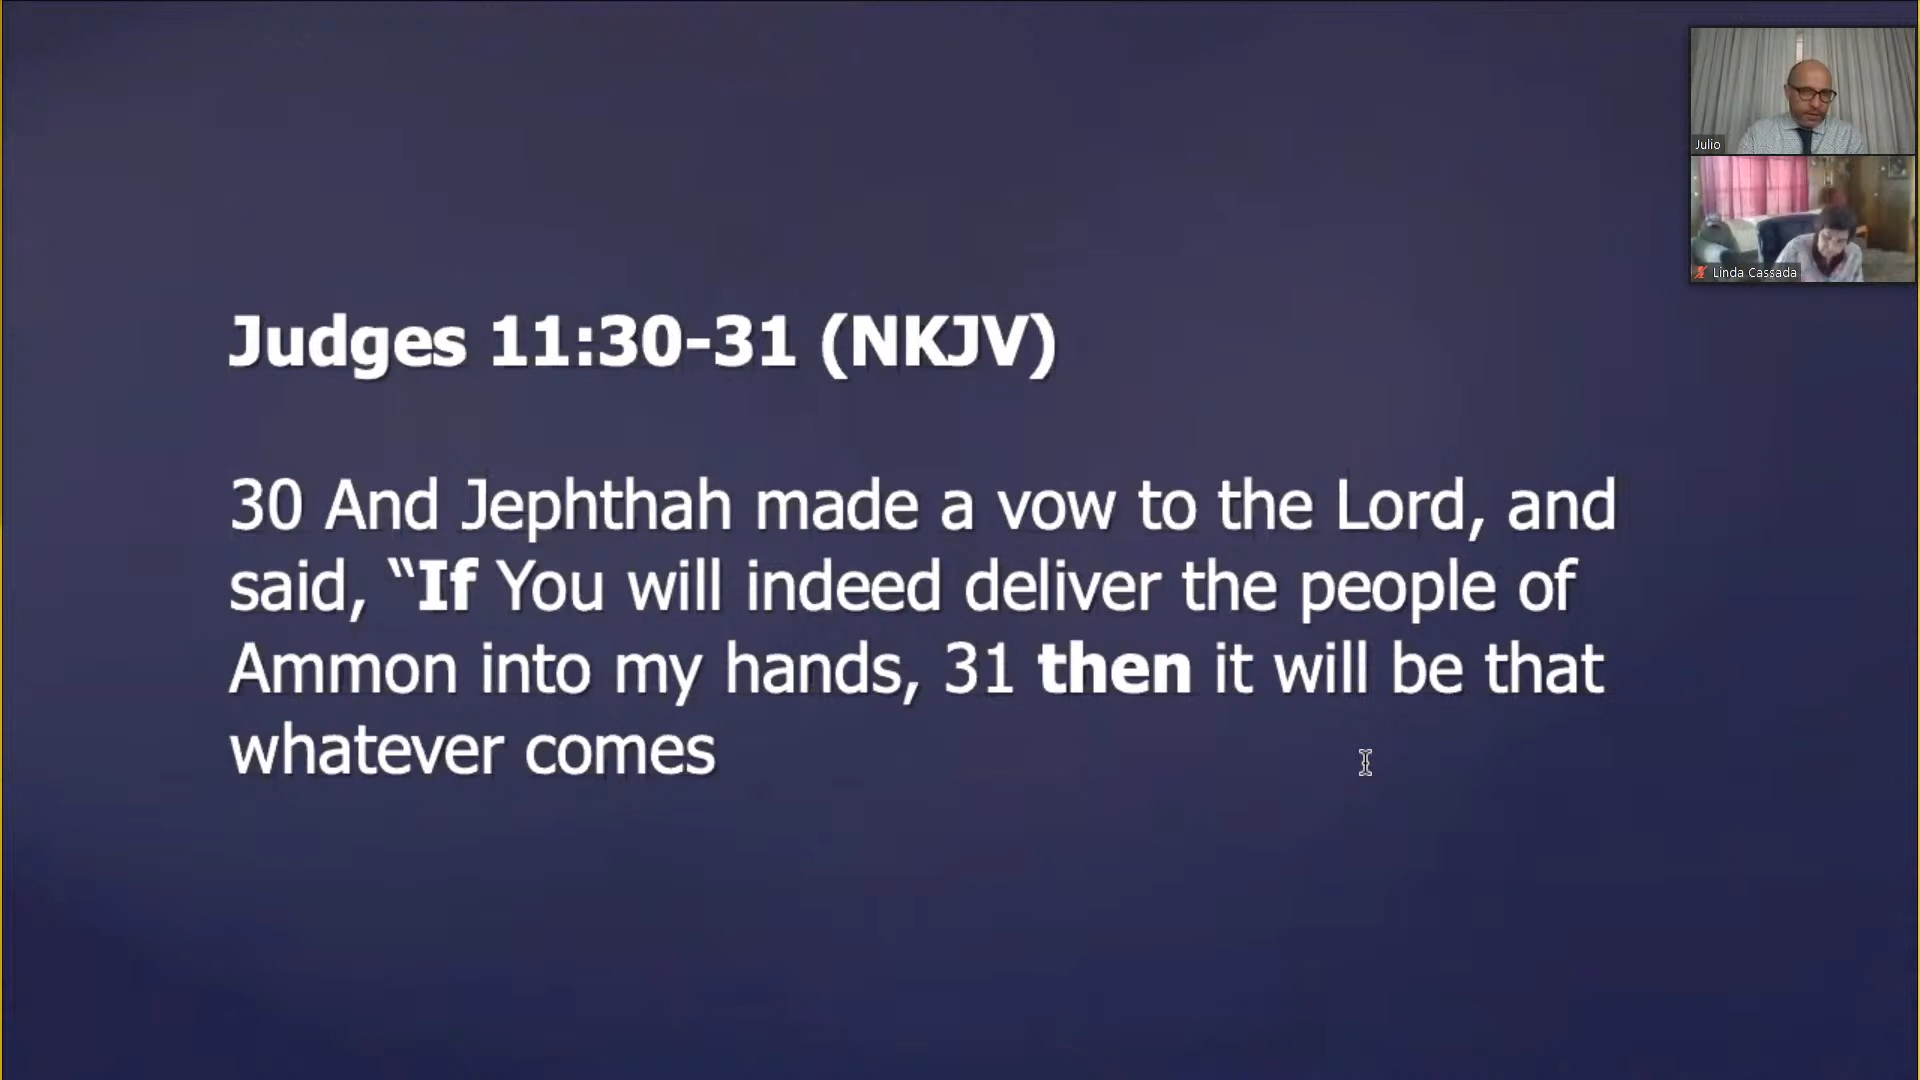 Julio
Linda Cassada
Judges 11:30-31 (NKJV)
30 And Jephthah made a vow to the Lord, and
said, “If You will indeed deliver the people of
Ammon into my hands, 31 then it will be that
whatever comes